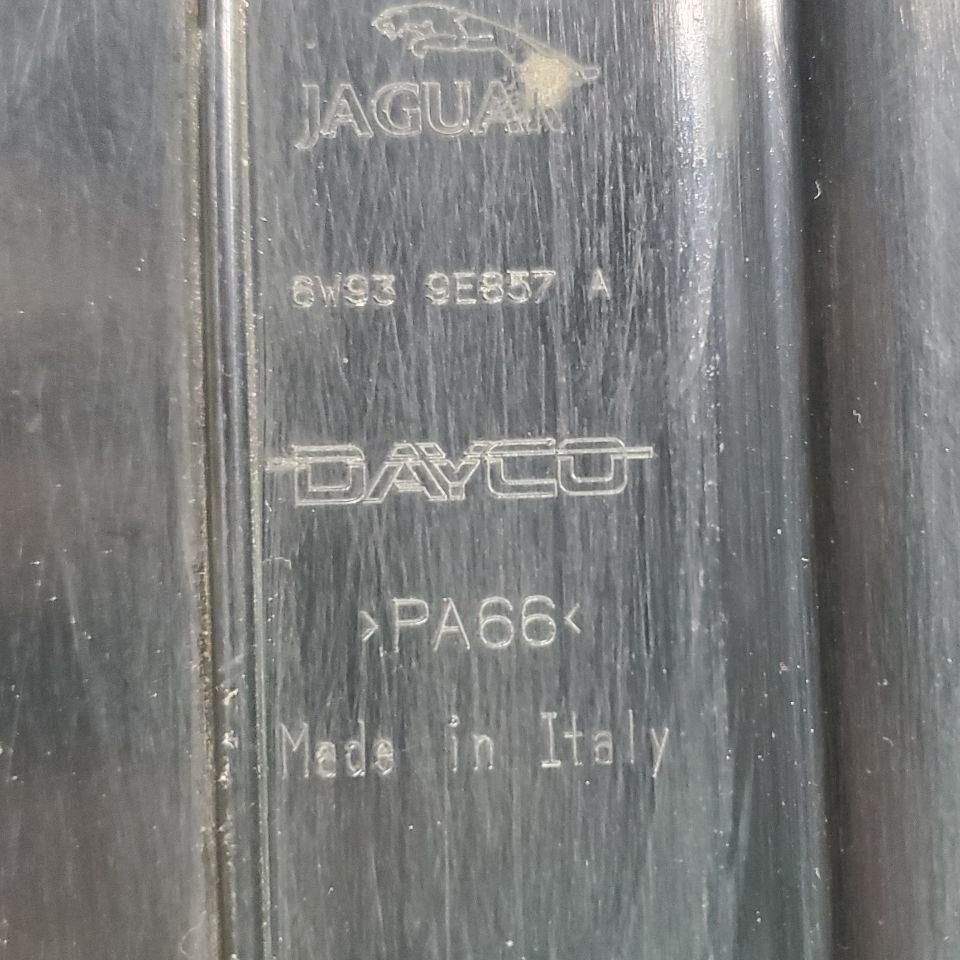 JAGUAR
6W93 9E857 A
DAYCO
>PA66<
Made in Italy